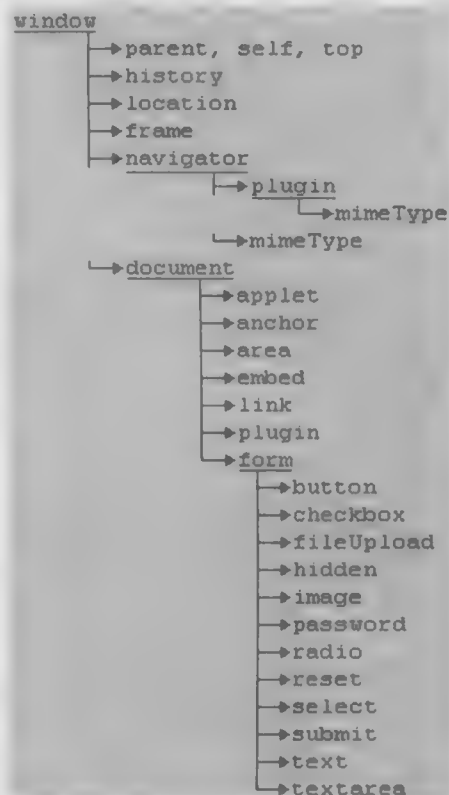 window
parent, self, top
history
location
frame
navigator
plugin
mimeType
mimeType
document
applet
anchor
area
embed
link
plugin
form
button
checkbox
fileUpload
hidden
image
password
radio
reset
select
submit
text
textarea